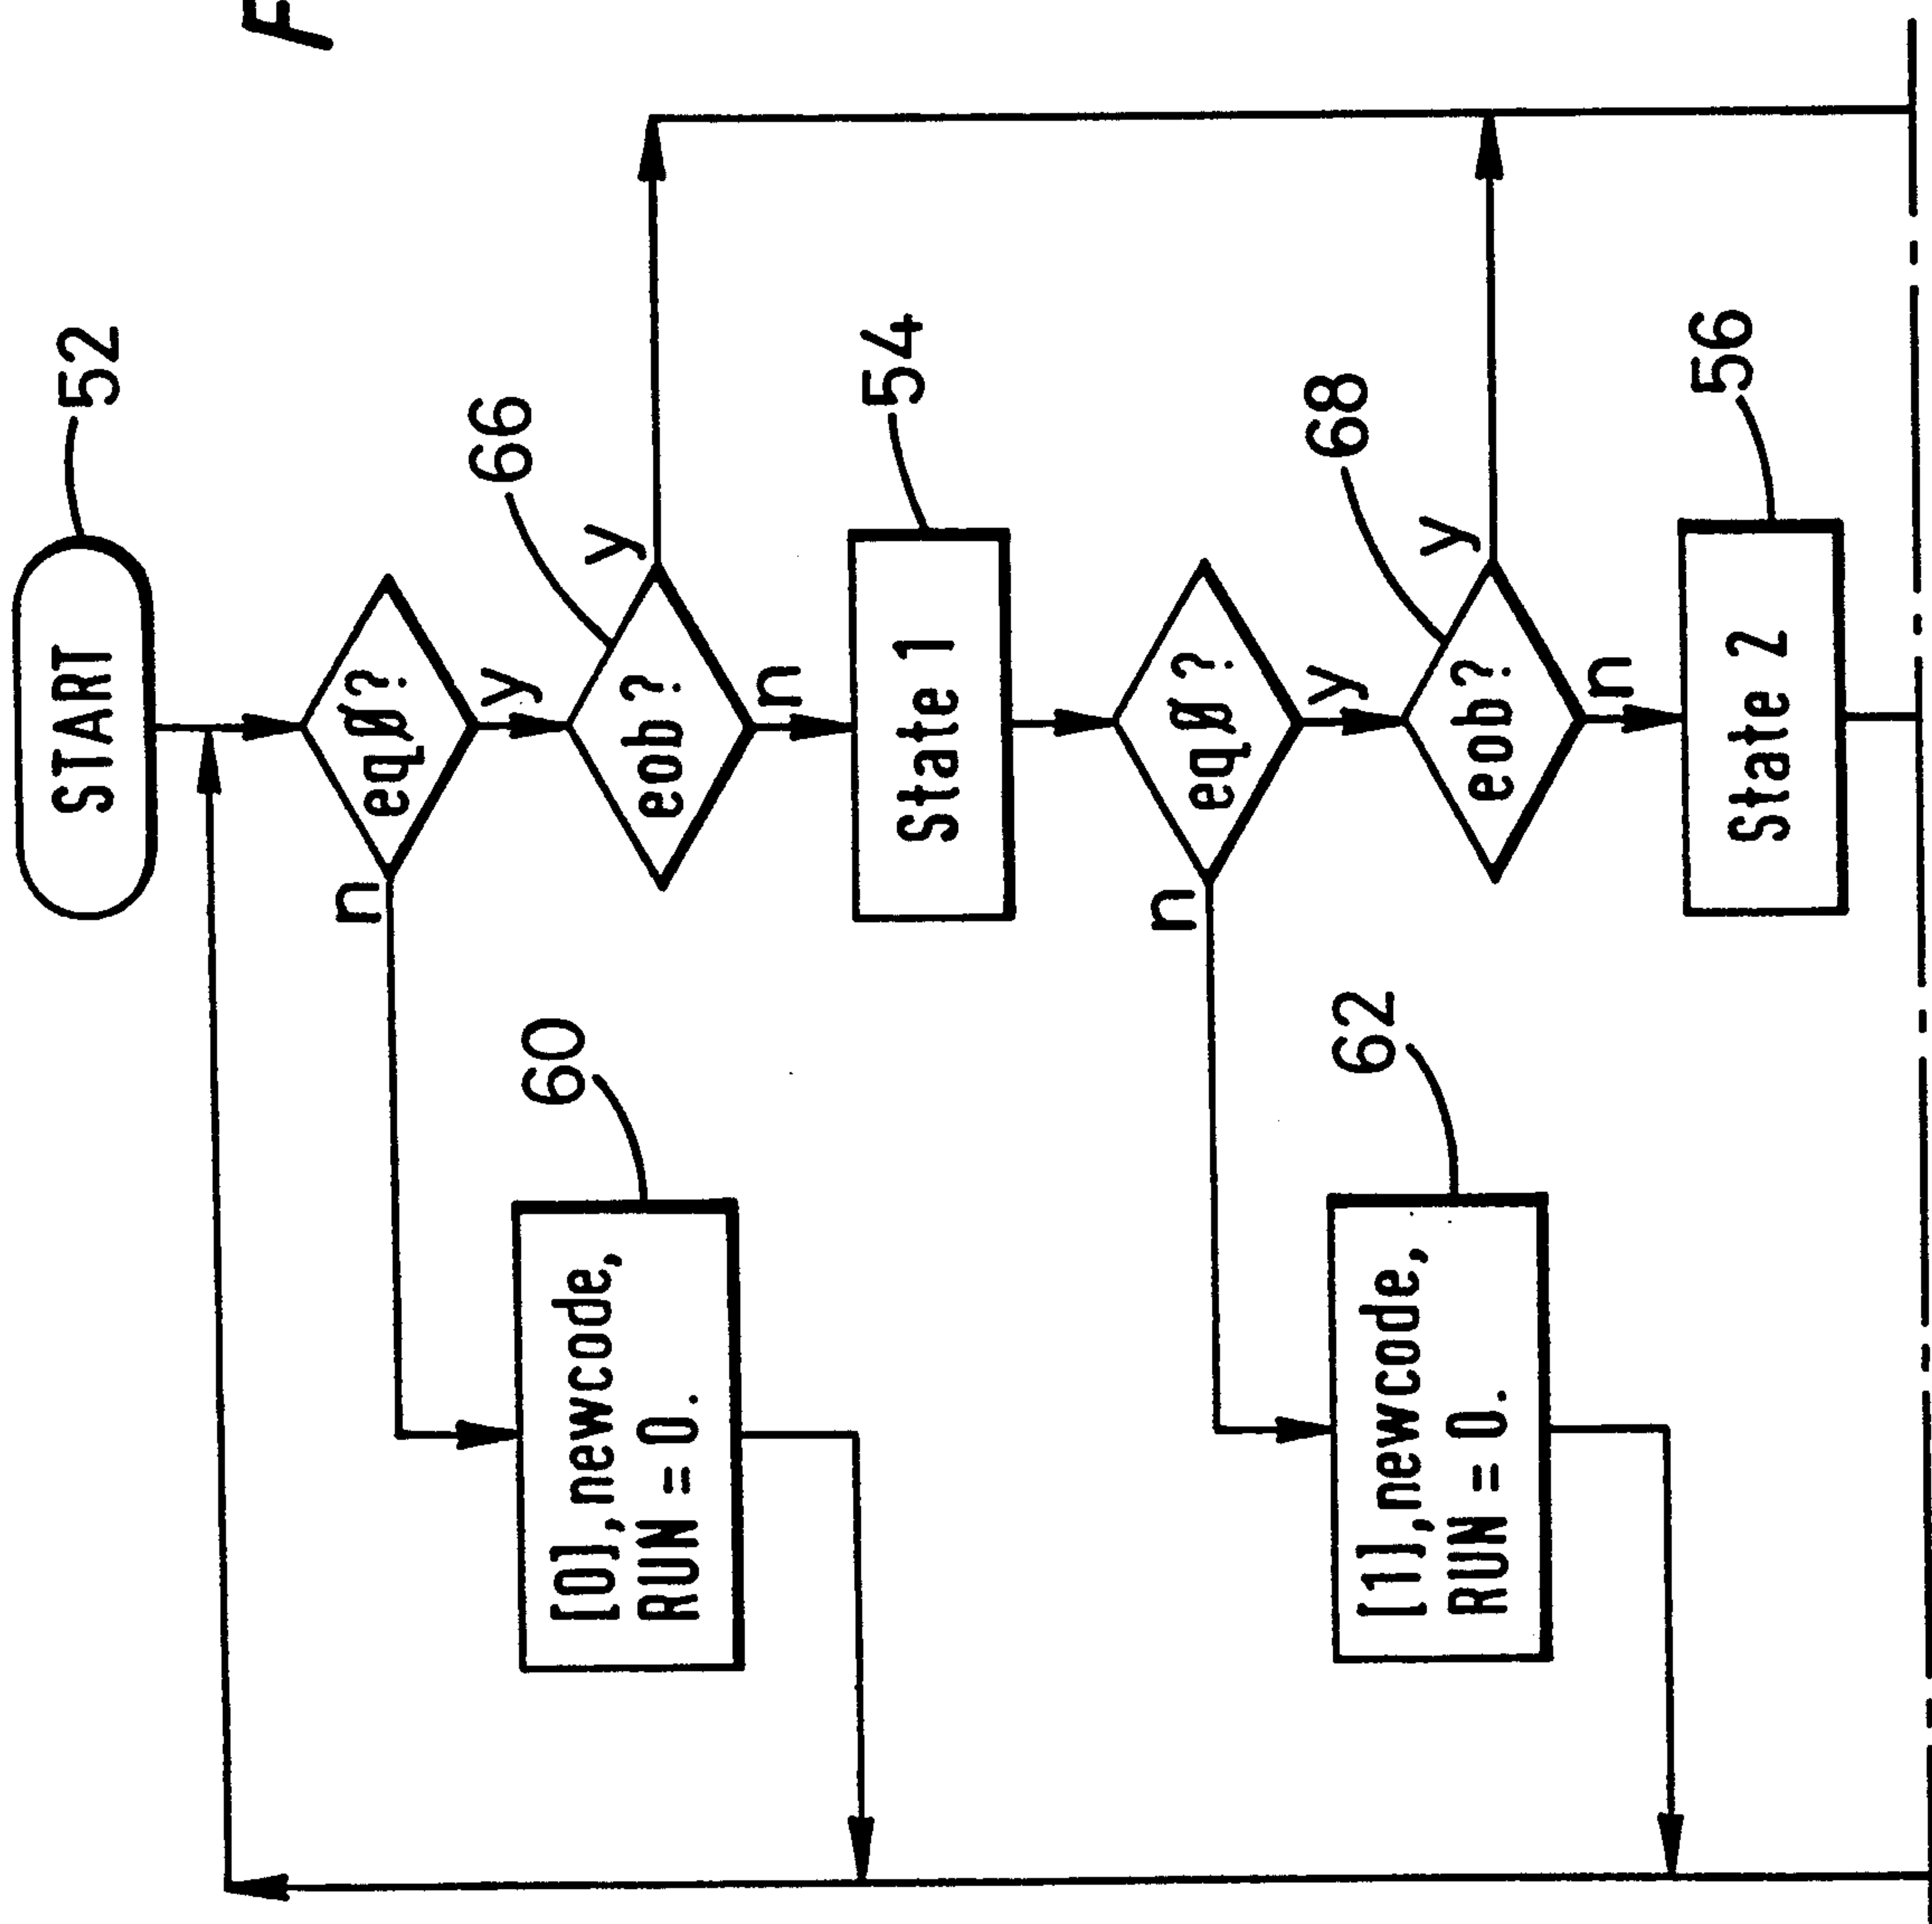 START
52
eqØ?
n
y
66
eob?
y
n
60
[0],newcode,
RUN = 0.
State 1
54
eqØ?
n
y
68
eob?
y
n
62
[1],newcode,
RUN = 0.
State 2
56